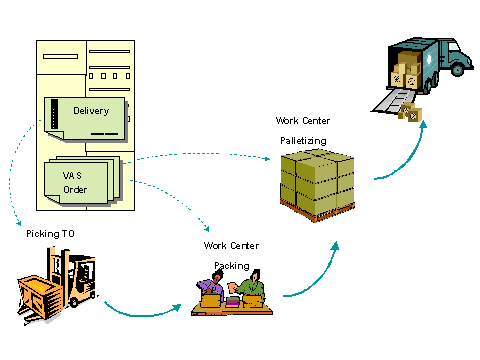 Delivery
VAS
Order
Picking TO
Work Center
Packing
Work Center
Palletizing